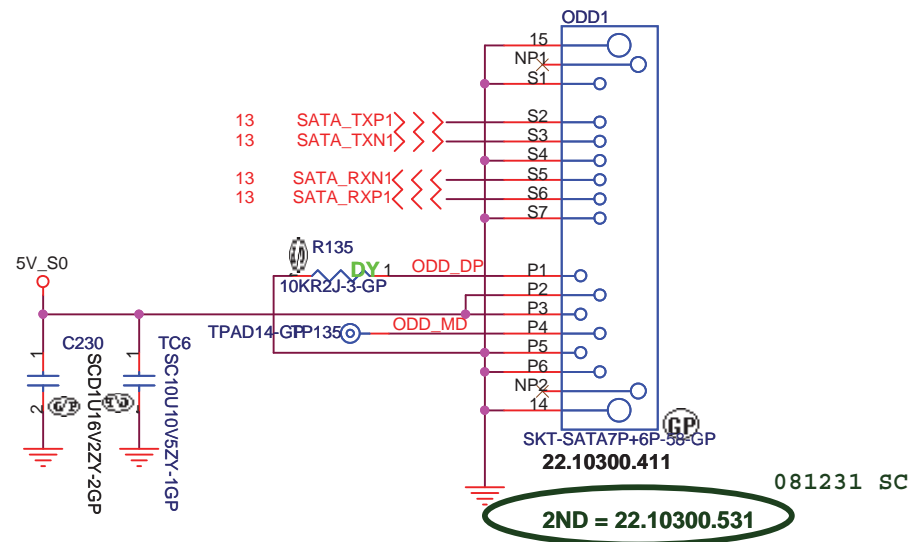 ODD1
15
NP1
S1
13 SATA_TXP1 S2
13 SATA_TXN1 S3
S4
13 SATA_RXN1 S5
13 SATA_RXP1 S6
S7
R135
5V_S0
DY 1 ODD_DP P1
10KR2J-3-GP
P2
P3
TPAD14-GP TP135 ODD_MD P4
P5
P6
NP2
14
1 C230
SCD1U16V2ZY-2GP
2
1 TC6
SC10U10V5ZY-1GP
GP
SKT-SATA7P+6P-58-GP
22.10300.411
081231 SC
2ND = 22.10300.531